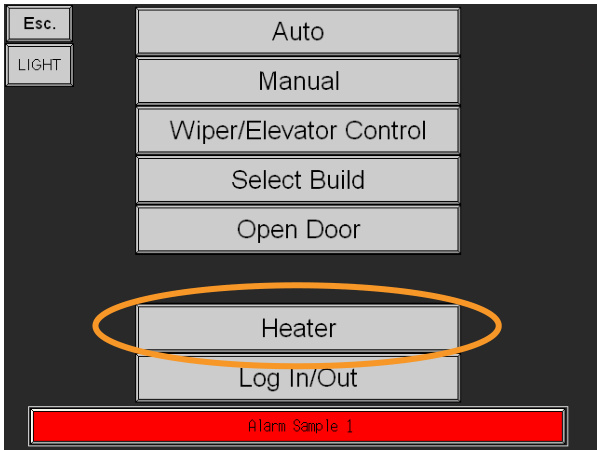 Esc.
LIGHT
Auto
Manual
Wiper/Elevator Control
Select Build
Open Door
Heater
Log In/Out
Alarm Sample 1